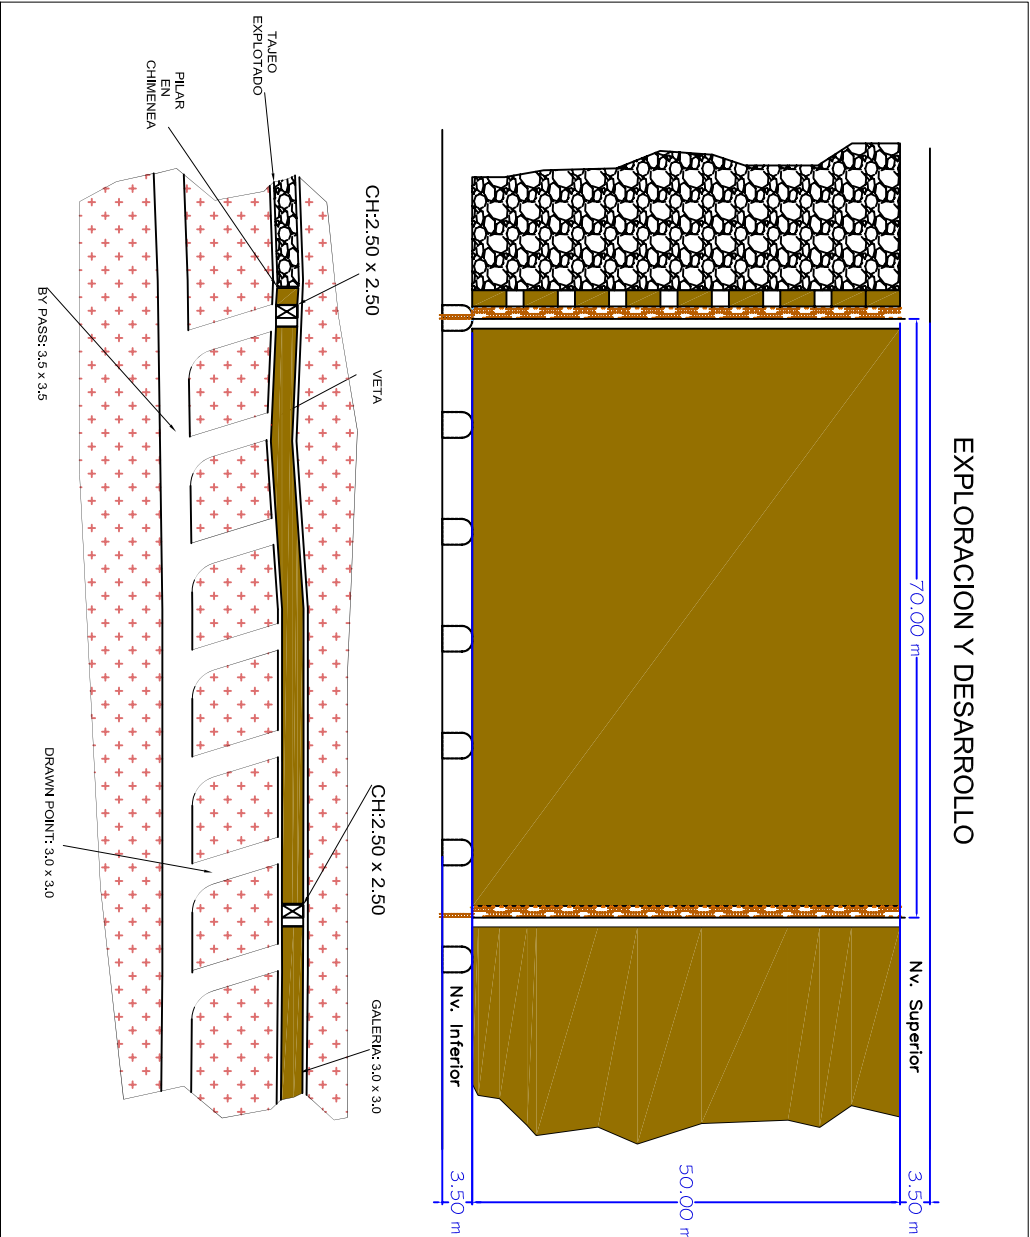 EXPLORACION Y DESARROLLO
70.00 m
Nv. Superior
3.50 m
50.00 m
Nv. Inferior
3.50 m
CH:2.50 x 2.50
CH:2.50 x 2.50
VETA
GALERIA: 3.0 x 3.0
TAJEO
EXPLOTADO
PILAR
EN
CHIMENEA
BY PASS: 3.5 x 3.5
DRAWN POINT: 3.0 x 3.0